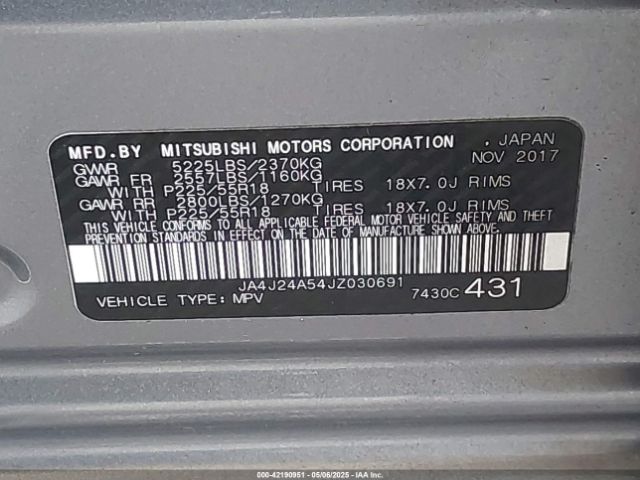 MFD.BY MITSUBISHI MOTORS CORPORATION , JAPAN
GVWR 5225LBS/2370KG NOV 2017
GAWR FR 2557LBS/1160KG
WITH P225/55R18 TIRES 18X7.0J RIMS
GAWR RR 2800LBS/1270KG
WITH P225/55R18 TIRES 18X7.0J RIMS
THIS VEHICLE CONFORMS TO ALL APPLICABLE FEDERAL MOTOR VEHICLE SAFETY AND THEFT
PREVENTION STANDARDS IN EFFECT ON THE DATE OF MANUFACTURE SHOWN ABOVE.
JA4J24A54JZ030691
VEHICLE TYPE: MPV 7430C 431
000-42190951 - 05/06/2025 - IAA Inc.